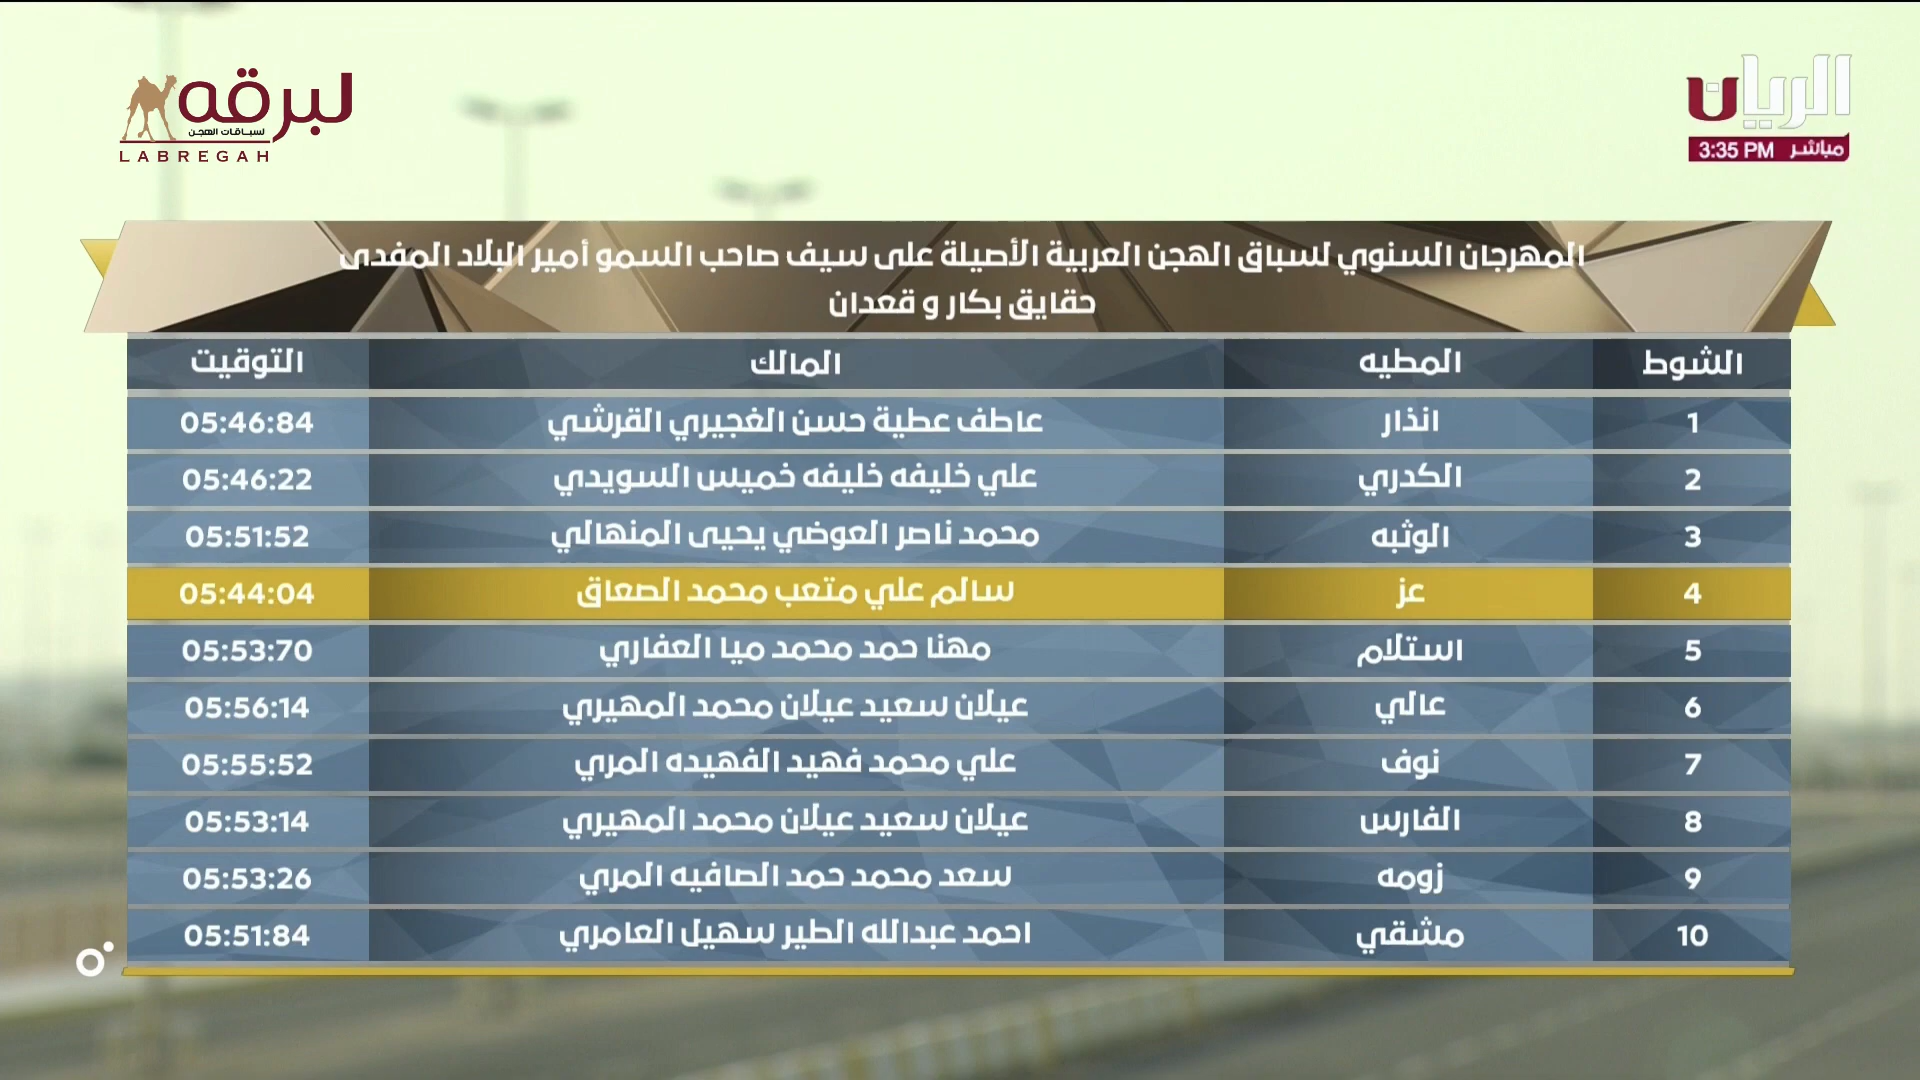 لبرقه
لسباقات الهجن
LABREGAH
الريان
مباشر 3:35 PM
المهرجان السنوي لسباق الهجن العربية الأصيلة على سيف صاحب السمو أمير البلاد المفدى
حقايق بكار و قعدان
الشوط المطيه المالك التوقيت
1 انذار عاطف عطية حسن الغجيري القرشي 05:46:84
2 الكدري علي خليفه خليفه خميس السويدي 05:46:22
3 الوثبه محمد ناصر العوضي يحيى المنهالي 05:51:52
4 عز سالم علي متعب محمد الصعاق 05:44:04
5 استلام مهنا حمد محمد ميا العفاري 05:53:70
6 عالي عيلان سعيد عيلان محمد المهيري 05:56:14
7 نوف علي محمد فهيد الفهيده المري 05:55:52
8 الفارس عيلان سعيد عيلان محمد المهيري 05:53:14
9 زومه سعد محمد حمد الصافيه المري 05:53:26
10 مشقي احمد عبدالله الطير سهيل العامري 05:51:84